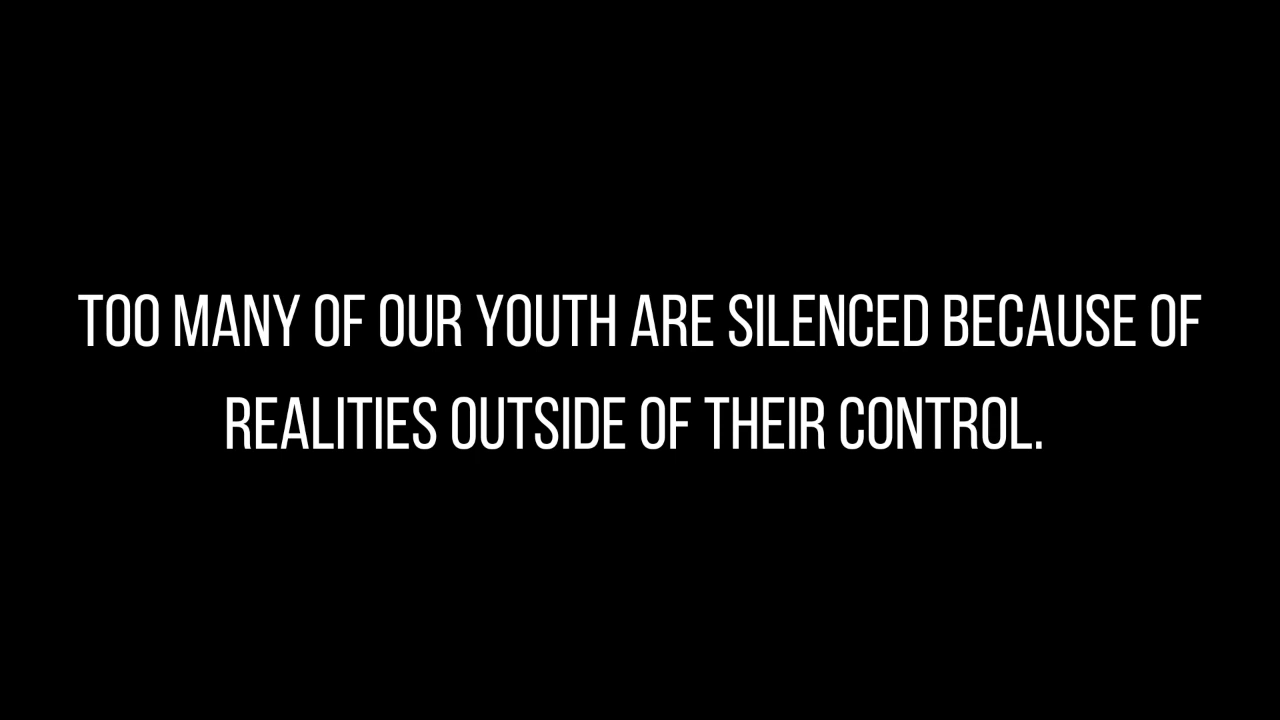 TOO MANY OF OUR YOUTH ARE SILENCED BECAUSE OF
REALITIES OUTSIDE OF THEIR CONTROL.